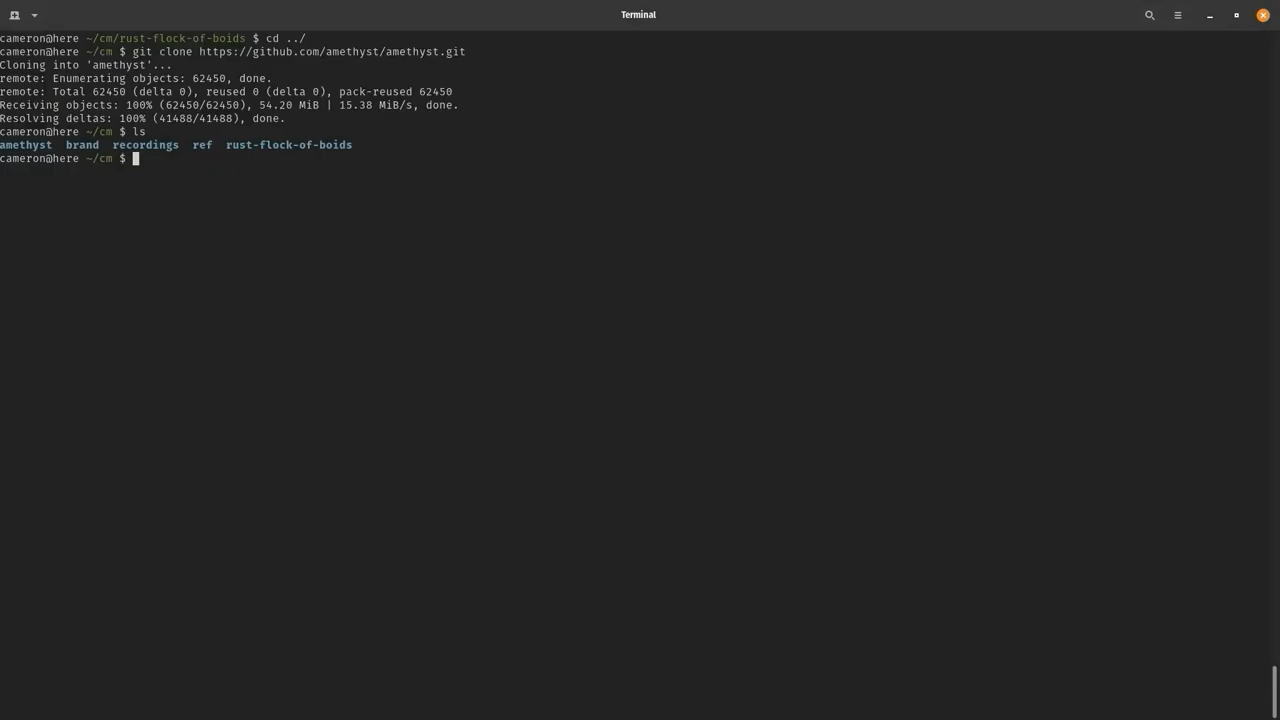 Terminal
cameron@here ~/cm/rust-flock-of-boids $ cd ../
cameron@here ~/cm $ git clone https://github.com/amethyst/amethyst.git
Cloning into 'amethyst'...
remote: Enumerating objects: 62450, done.
remote: Total 62450 (delta 0), reused 0 (delta 0), pack-reused 62450
Receiving objects: 100% (62450/62450), 54.20 MiB | 15.38 MiB/s, done.
Resolving deltas: 100% (41488/41488), done.
cameron@here ~/cm $ ls
amethyst  brand  recordings  ref  rust-flock-of-boids
cameron@here ~/cm $